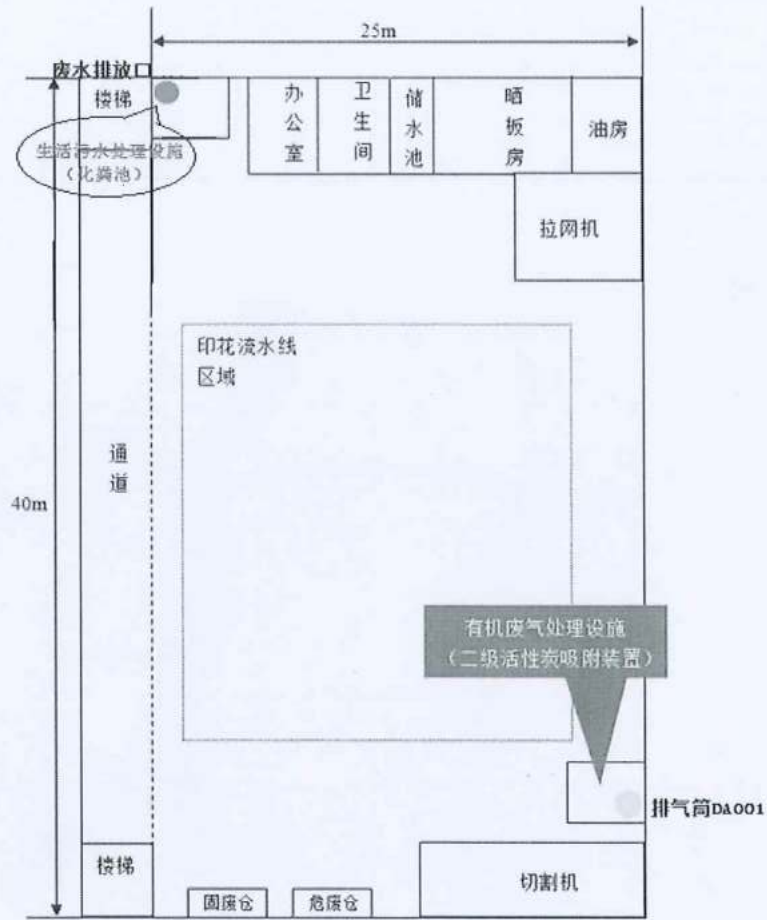 25m
废水排放口
楼梯
办公室
卫生间
储水池
晒板房
油房
生活污水处理设施
（化粪池）
拉网机
印花流水线
区域
通道
40m
有机废气处理设施
（二级活性炭吸附装置）
排气筒DA001
楼梯
固废仓
危废仓
切割机